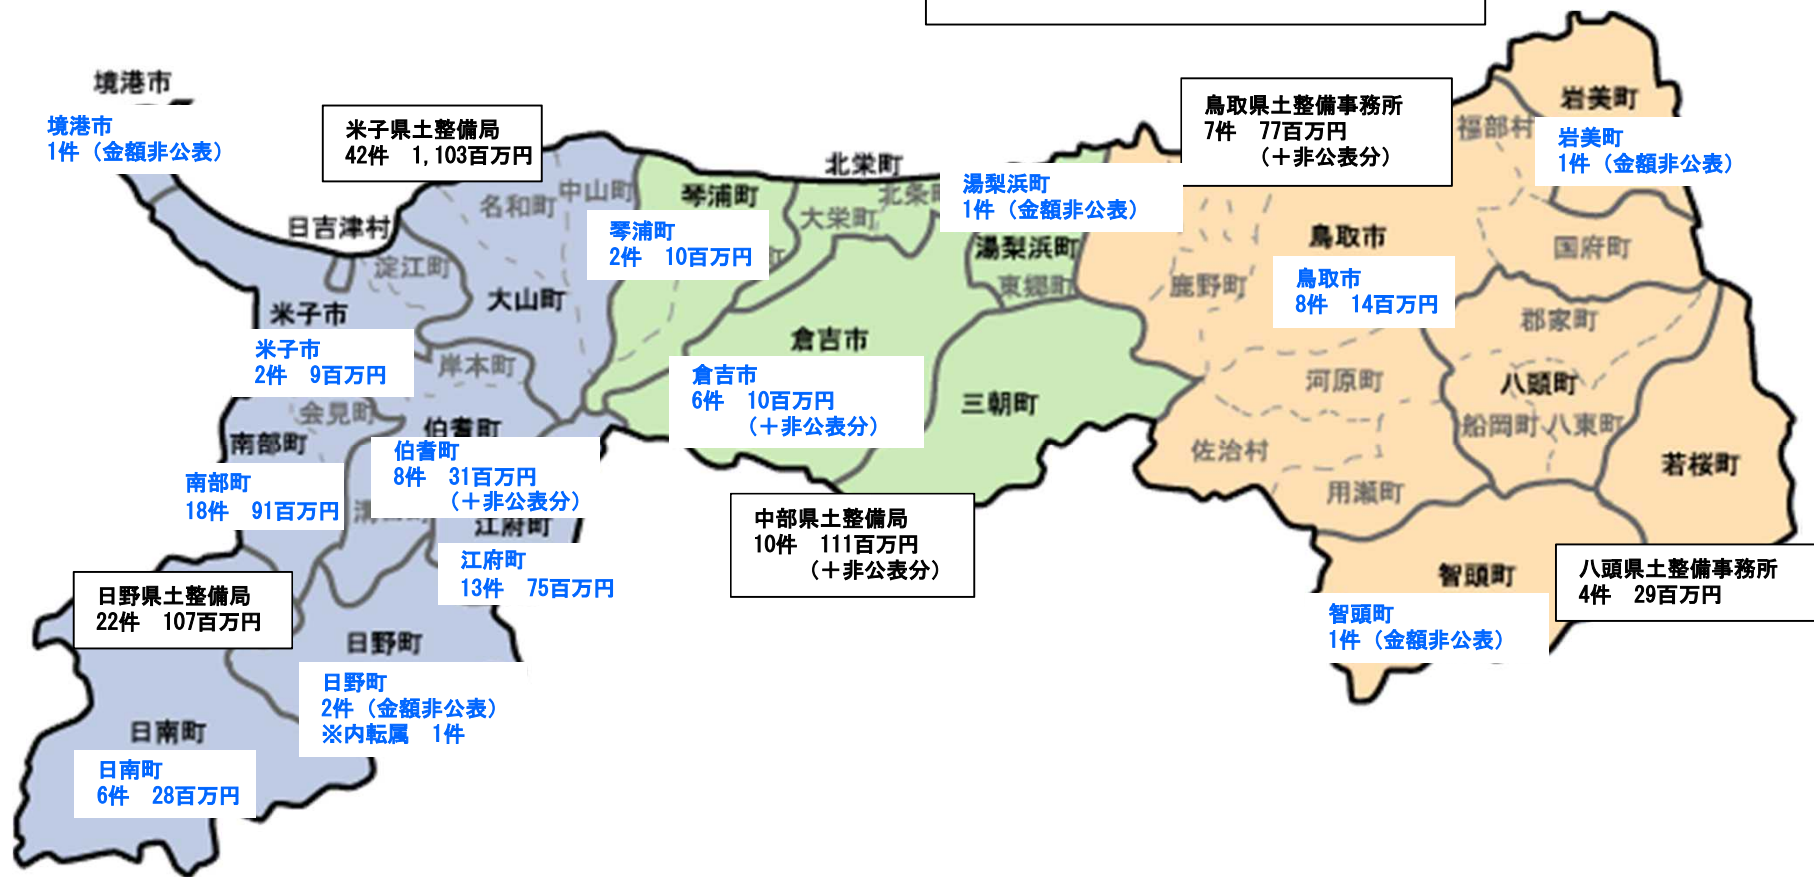 境港市
境港市
1件（金額非公表）
米子県土整備局
42件　1,103百万円
鳥取県土整備事務所
7件　77百万円
（＋非公表分）
岩美町
岩美町
1件（金額非公表）
福部村
北栄町
北条町
湯梨浜町
1件（金額非公表）
湯梨浜町
東郷町
日吉津村
淀江町
名和町
中山町
大山町
琴浦町
琴浦町
2件　10百万円
町
大栄町
鳥取市
鳥取市
8件　14百万円
国府町
鹿野町
郡家町
米子市
米子市
2件　9百万円
岸本町
倉吉市
倉吉市
6件　10百万円
（＋非公表分）
三朝町
河原町
八頭町
船岡町
八東町
佐治村
用瀬町
若桜町
会見町
南部町
南部町
18件　91百万円
伯耆町
伯耆町
8件　31百万円
（＋非公表分）
江府町
江府町
13件　75百万円
中部県土整備局
10件　111百万円
（＋非公表分）
日野県土整備局
22件　107百万円
日野町
日野町
2件（金額非公表）
※内転属　1件
智頭町
智頭町
1件（金額非公表）
八頭県土整備事務所
4件　29百万円
日南町
日南町
6件　28百万円